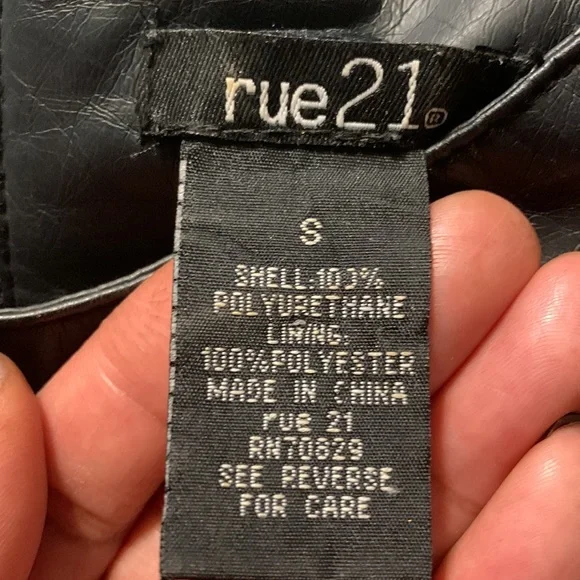 rue21®
S
SHELL:100%
POLYURETHANE
LINING:
100%POLYESTER
MADE IN CHINA
rue 21
RN70829
SEE REVERSE
FOR CARE